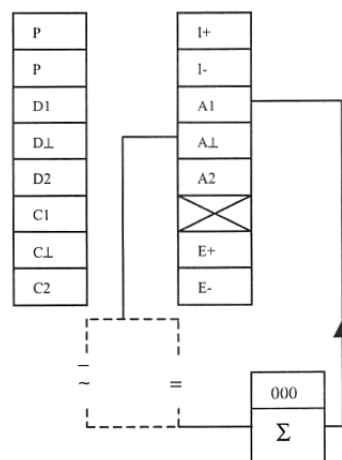 P
P
D1
D⊥
D2
C1
C⊥
C2
I+
I-
A1
A⊥
A2
E+
E-
–
~
=
000
Σ